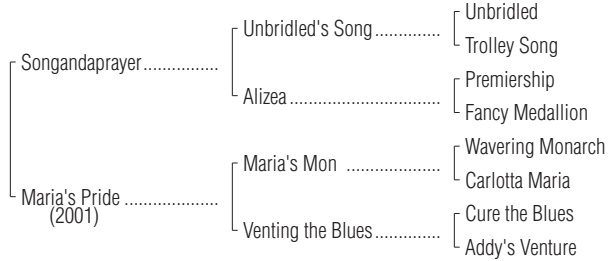 Unbridled
Unbridled's Song..............
Trolley Song
Songandaprayer................
Premiership
Alizea.................................
Fancy Medallion
Wavering Monarch
Maria's Mon ....................
Carlotta Maria
Maria's Pride ....................
(2001)
Cure the Blues
Venting the Blues..............
Addy's Venture